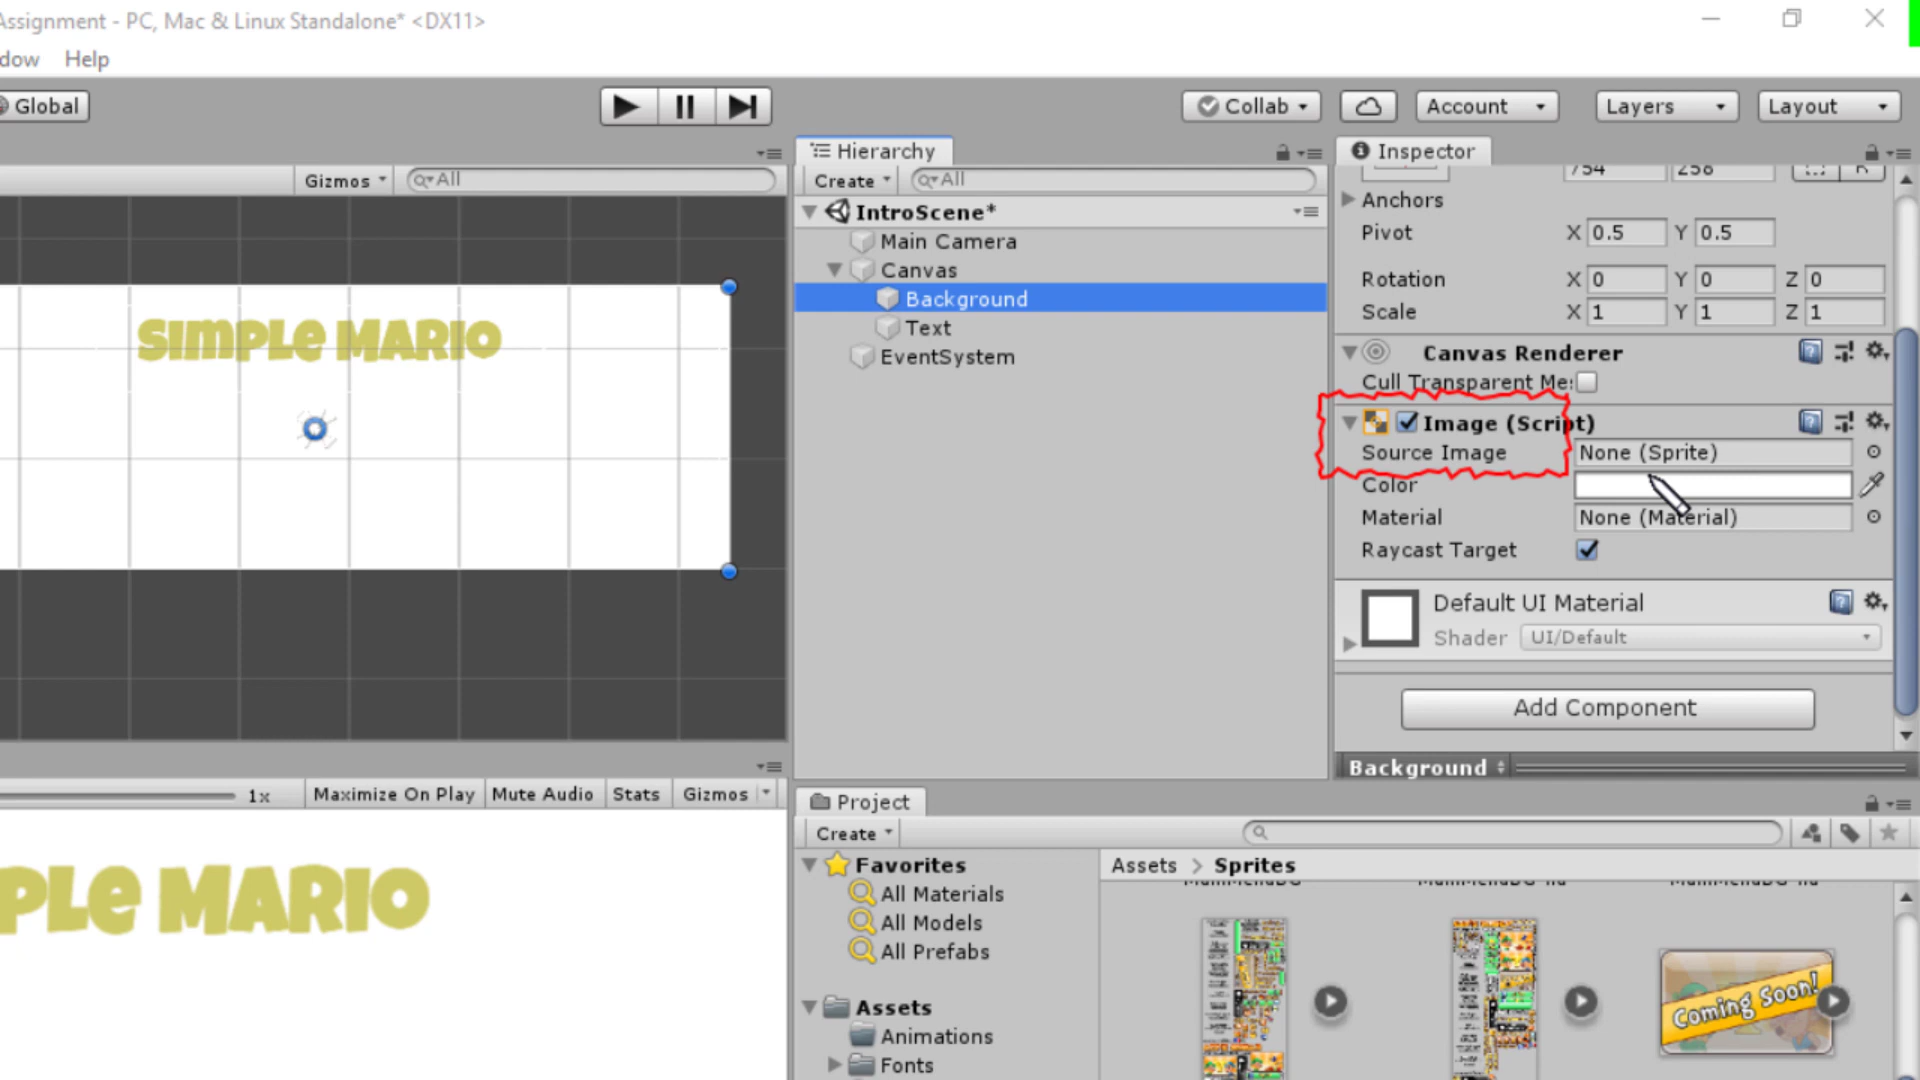 Assignment - PC, Mac & Linux Standalone* <DX11>
dow Help
Global
Collab
Account
Layers
Layout
Hierarchy
Inspector
Gizmos
All
Create
All
754
258
R
Anchors
IntroScene*
Pivot X 0.5 Y 0.5
Main Camera
Canvas
Rotation X 0 Y 0 Z 0
Background
Scale X 1 Y 1 Z 1
Text
SIMPLE MARIO
EventSystem
Canvas Renderer
Cull Transparent Me:
Image (Script)
Source Image None (Sprite)
Color
Material None (Material)
Raycast Target
Default UI Material
Shader UI/Default
Add Component
Background
1x Maximize On Play Mute Audio Stats Gizmos
Project
Create
PLE MARIO
Favorites
Assets > Sprites
All Materials
All Models
All Prefabs
Assets
Animations
Fonts
Coming Soon!